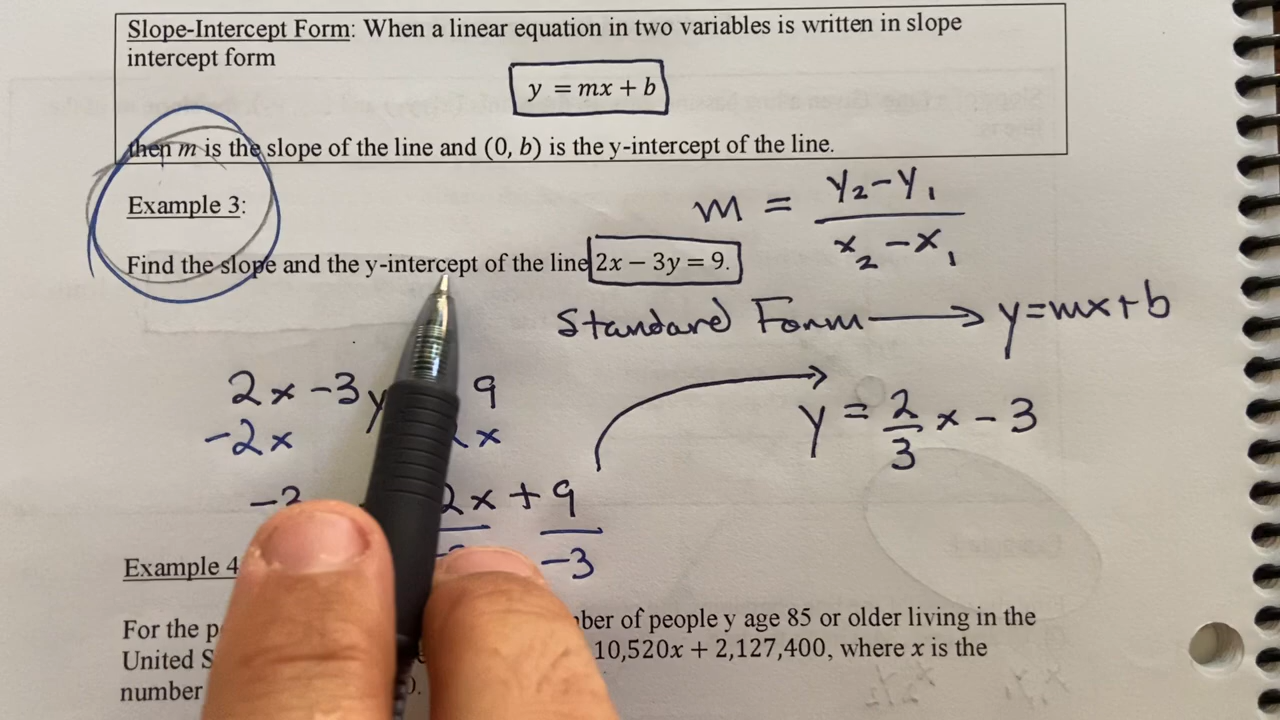 Slope-Intercept Form: When a linear equation in two variables is written in slope
intercept form
y = mx + b
then m is the slope of the line and (0, b) is the y-intercept of the line.
Example 3:
m = y₂-y₁ / x₂-x₁
Find the slope and the y-intercept of the line 2x − 3y = 9.
Standard Form → y=mx+b
2x -3y 9
-2x x
y = 2/3 x - 3
2x + 9
-3
Example 4
For the ber of people y age 85 or older living in the
United 10,520x + 2,127,400, where x is the
number